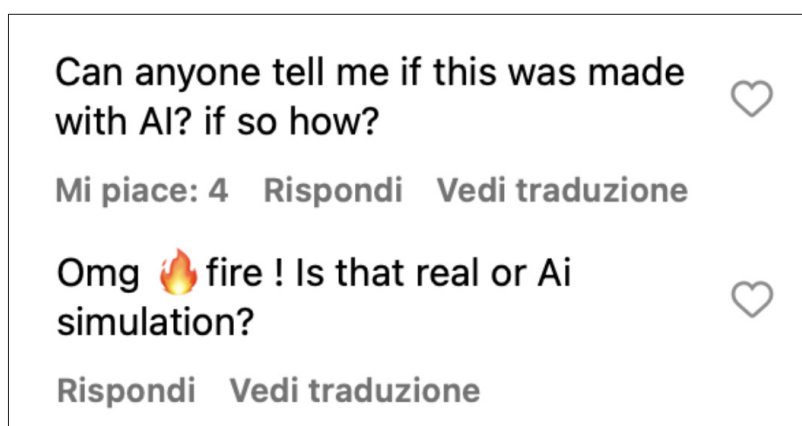 Can anyone tell me if this was made
with AI? if so how?
Mi piace: 4 Rispondi Vedi traduzione
Omg 🔥 fire ! Is that real or Ai
simulation?
Rispondi Vedi traduzione